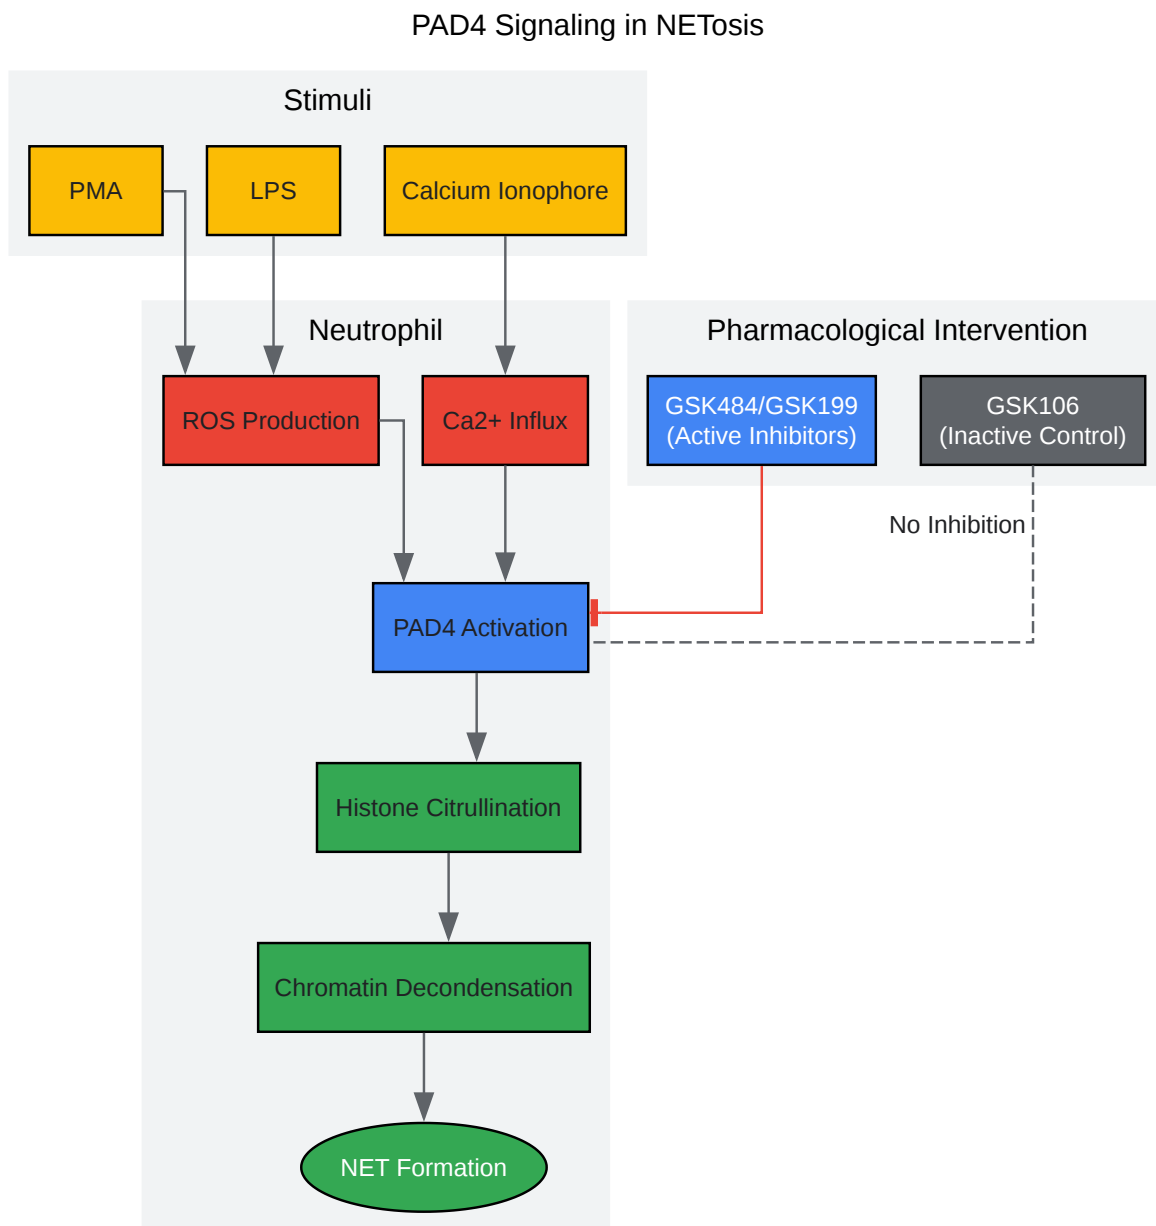 PAD4 Signaling in NETosis
Stimuli
PMA
LPS
Calcium Ionophore
Neutrophil
Pharmacological Intervention
ROS Production
Ca2+ Influx
GSK484/GSK199
(Active Inhibitors)
GSK106
(Inactive Control)
No Inhibition
PAD4 Activation
Histone Citrullination
Chromatin Decondensation
NET Formation